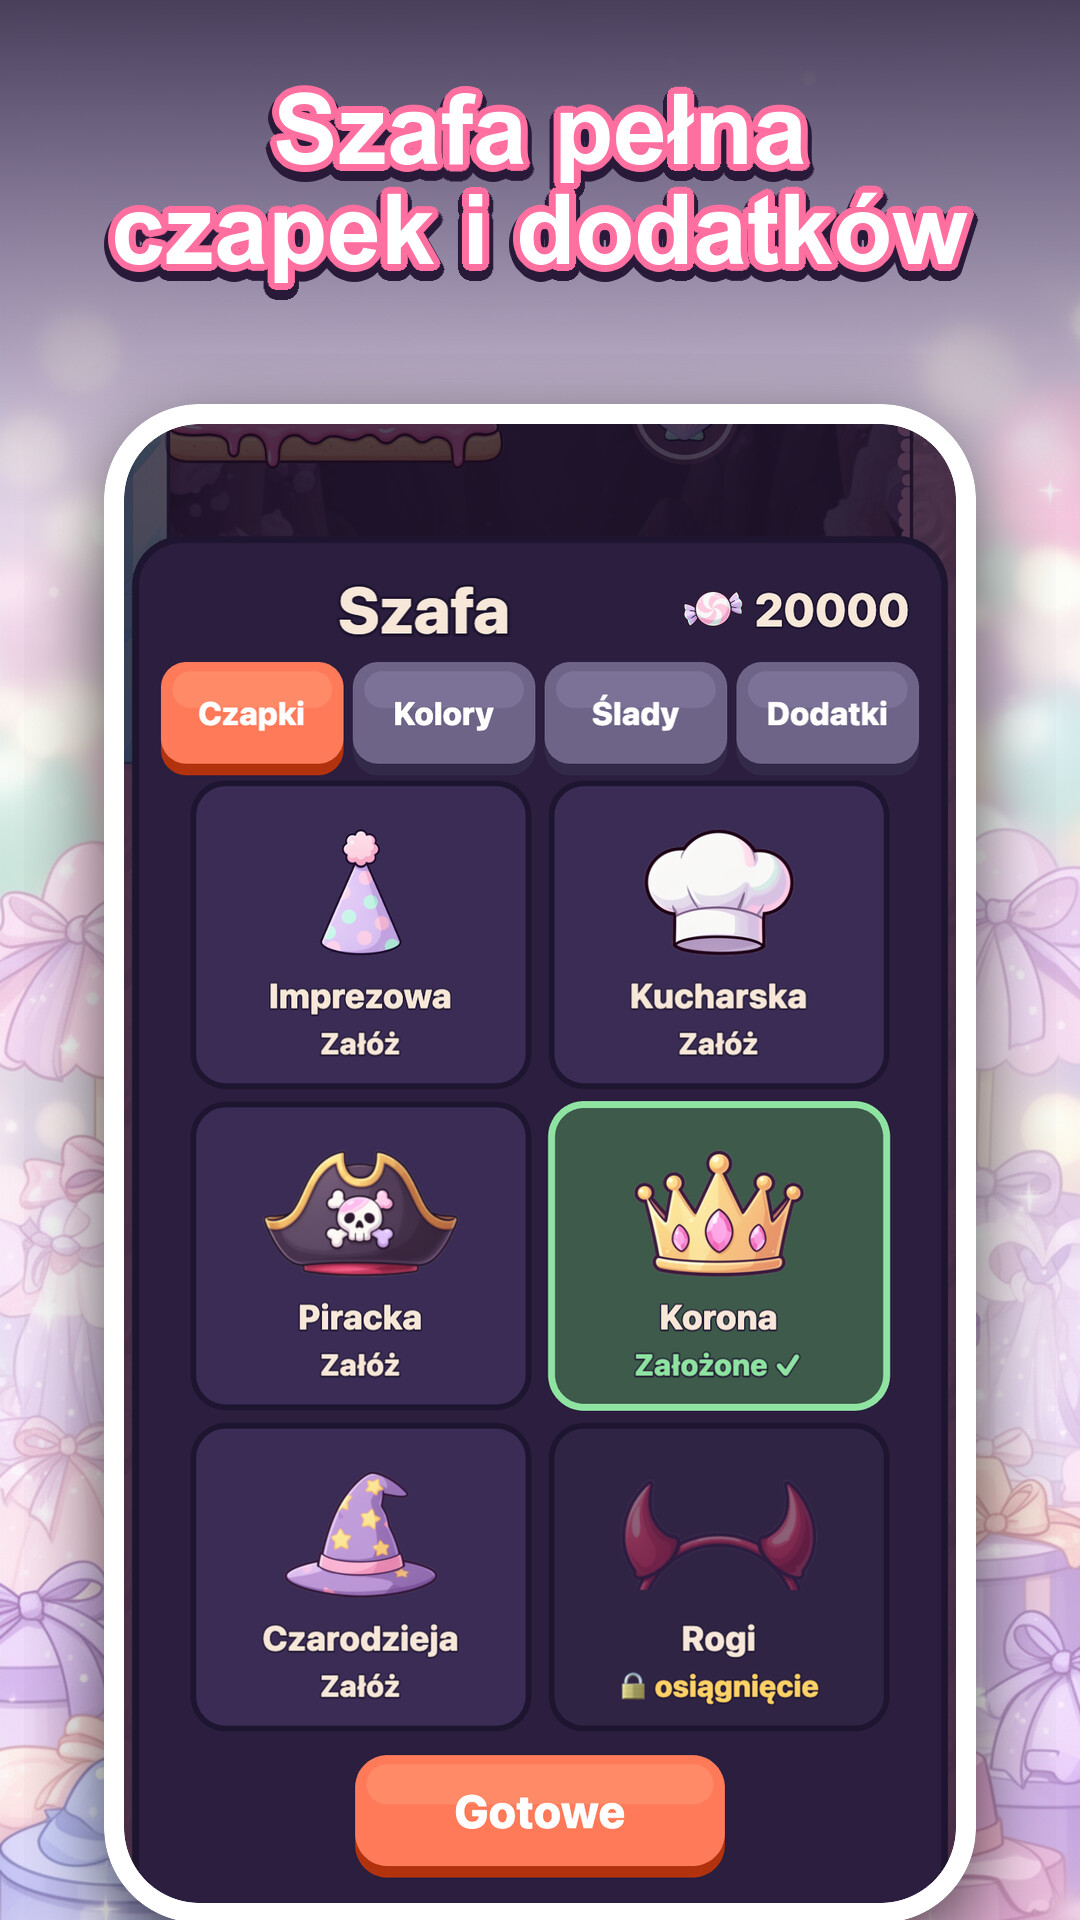 Szafa pełna
czapek i dodatków
Szafa
20000
Czapki
Kolory
Ślady
Dodatki
Imprezowa
Załóż
Kucharska
Załóż
Piracka
Załóż
Korona
Założone ✓
Czarodzieja
Załóż
Rogi
osiągnięcie
Gotowe